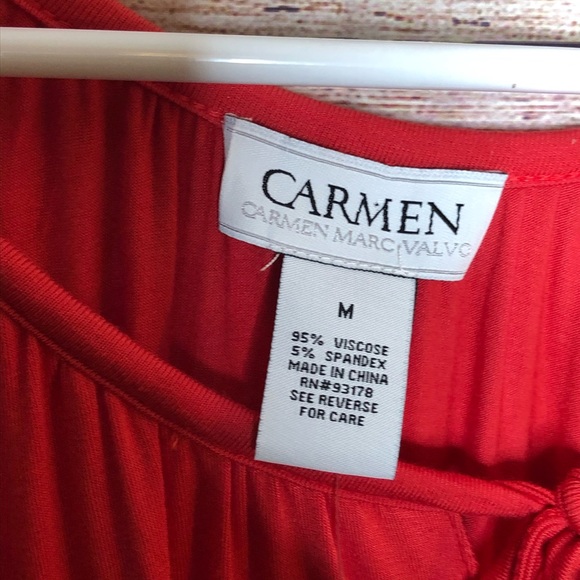 CARMEN
CARMEN MARC VALVO
M
95% VISCOSE
5% SPANDEX
MADE IN CHINA
RN#93178
SEE REVERSE
FOR CARE